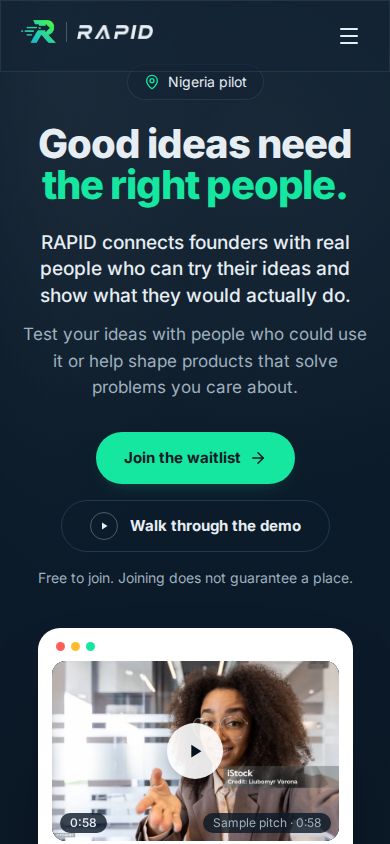 RAPID
Nigeria pilot
Good ideas need
the right people.
RAPID connects founders with real
people who can try their ideas and
show what they would actually do.
Test your ideas with people who could use
it or help shape products that solve
problems you care about.
Join the waitlist
Walk through the demo
Free to join. Joining does not guarantee a place.
iStock
Credit: Liubomyr Vorona
0:58
Sample pitch · 0:58